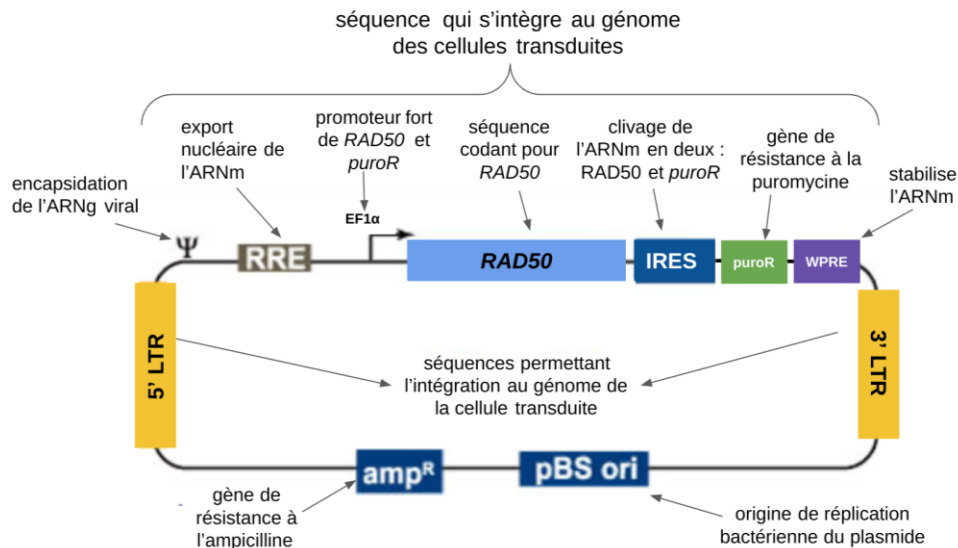 séquence qui s'intègre au génome
des cellules transduites
encapsidation
de l'ARNg viral
export
nucléaire de
l'ARNm
promoteur fort
de RAD50 et
puroR
séquence
codant pour
RAD50
clivage de
l'ARNm en deux :
RAD50 et puroR
gène de
résistance à la
puromycine
stabilise
l'ARNm
EF1α
Ψ
RRE
RAD50
IRES
puroR
WPRE
5' LTR
3' LTR
séquences permettant
l'intégration au génome de
la cellule transduite
ampR
pBS ori
gène de
résistance à
l'ampicilline
origine de réplication
bactérienne du plasmide